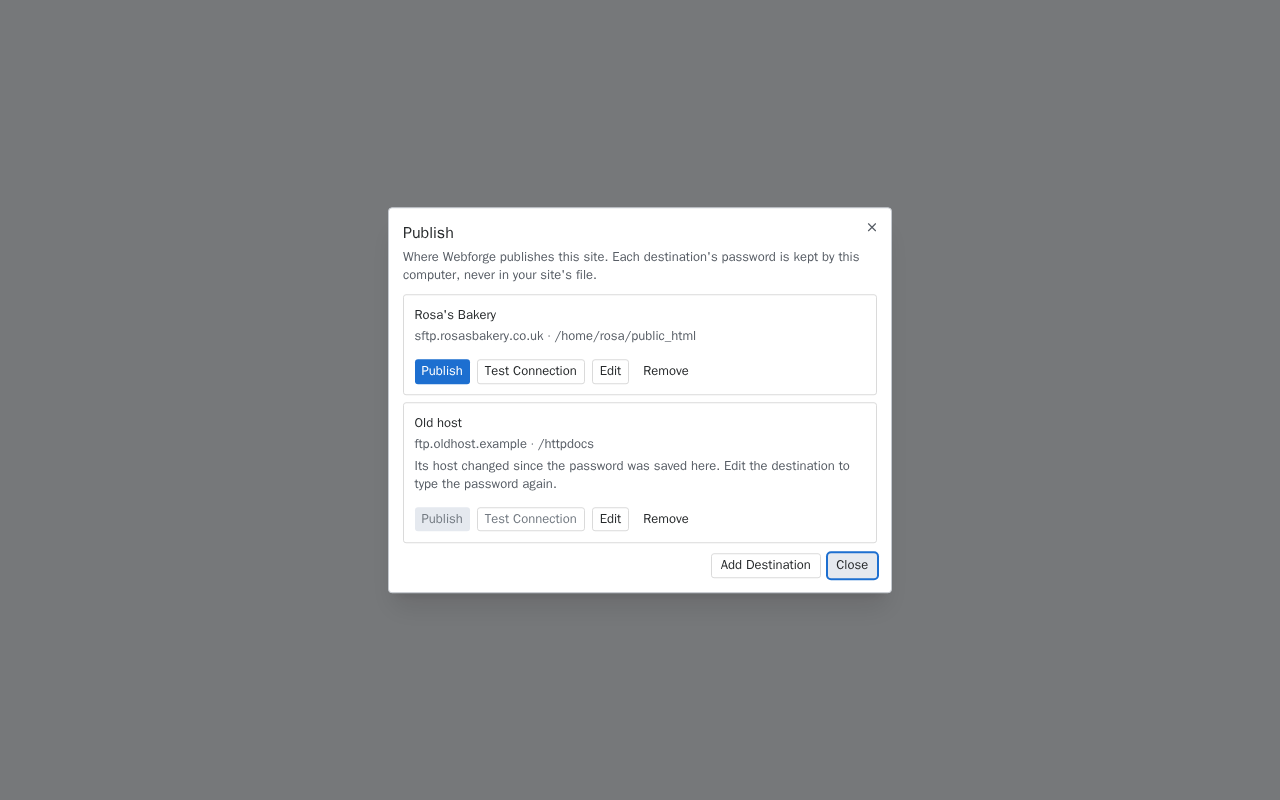 Publish
×
Where Webforge publishes this site. Each destination's password is kept by this
computer, never in your site's file.
Rosa's Bakery
sftp.rosasbakery.co.uk · /home/rosa/public_html
Publish Test Connection Edit Remove
Old host
ftp.oldhost.example · /httpdocs
Its host changed since the password was saved here. Edit the destination to
type the password again.
Publish Test Connection Edit Remove
Add Destination Close